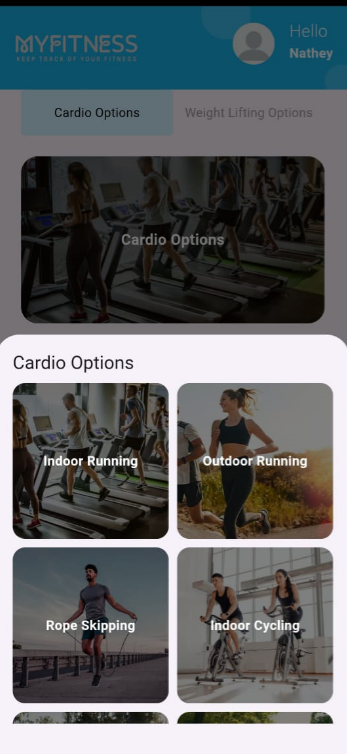 MYFITNESS
KEEP TRACK OF YOUR FITNESS
Hello
Nathey
Cardio Options
Weight Lifting Options
Cardio Options
Cardio Options
Indoor Running
Outdoor Running
Rope Skipping
Indoor Cycling